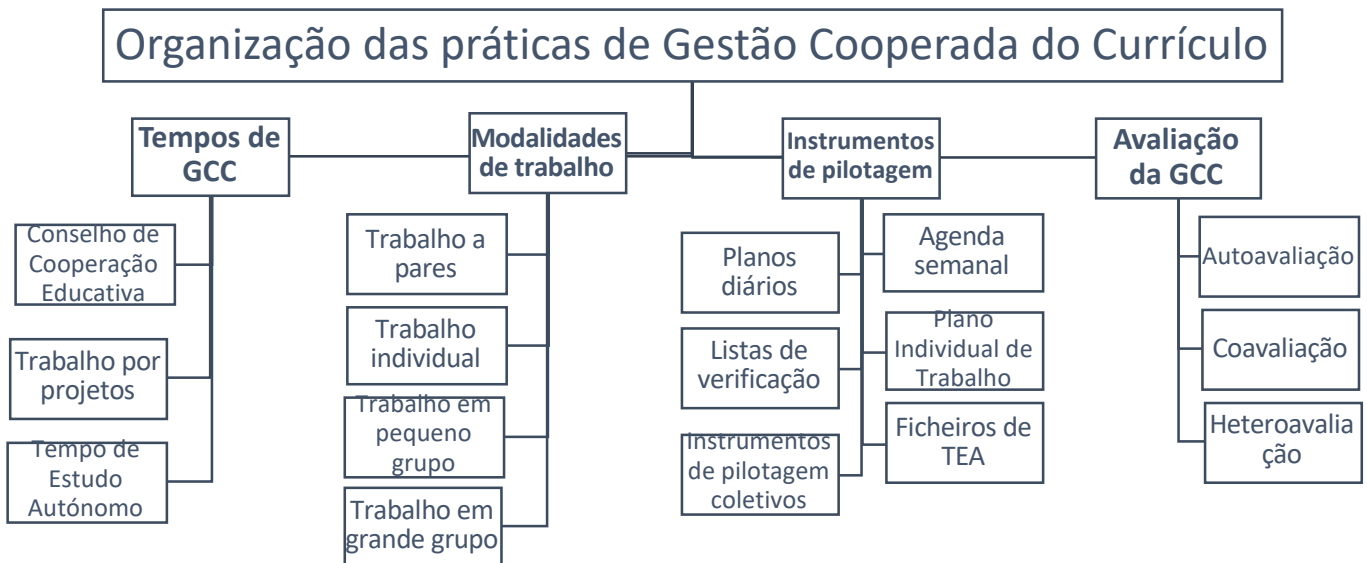 Organização das práticas de Gestão Cooperada do Currículo
Tempos de
GCC
Conselho de
Cooperação
Educativa
Trabalho por
projetos
Tempo de
Estudo
Autónomo
Modalidades
de trabalho
Trabalho a
pares
Trabalho
individual
Trabalho em
pequeno
grupo
Trabalho em
grande grupo
Instrumentos
de pilotagem
Planos
diários
Agenda
semanal
Listas de
verificação
Plano
Individual de
Trabalho
Instrumentos
de pilotagem
coletivos
Ficheiros de
TEA
Avaliação
da GCC
Autoavaliação
Coavaliação
Heteroavalia
ção